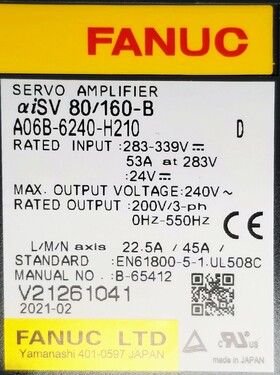 FANUC
SERVO AMPLIFIER
αiSV 80/160-B
A06B-6240-H210 D
RATED INPUT :283-339V⎓
53A at 283V
:24V⎓
MAX. OUTPUT VOLTAGE:240V~
RATED OUTPUT :200V/3-ph
0Hz-550Hz
CE
L/M/N axis 22.5A / 45A /
STANDARD :EN61800-5-1·UL508C
MANUAL NO. :B-65412
V21261041
2021-02
FANUC LTD
Yamanashi 401-0597 JAPAN
c UL us
MADE IN JAPAN